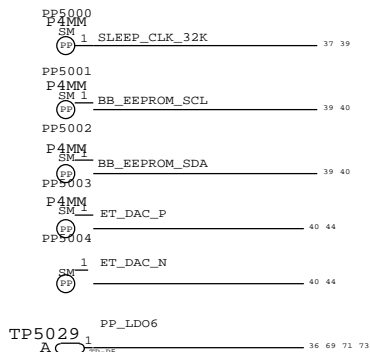 PP5000
P4MM
SM
PP
1 SLEEP_CLK_32K
37 39
PP5001
P4MM
SM 1
PP
BB_EEPROM_SCL
39 40
PP5002
P4MM
SM 1
PP
BB_EEPROM_SDA
39 40
PP5003
P4MM
SM 1
PP
ET_DAC_P
40 44
PP5004
SM 1
PP
ET_DAC_N
40 44
TP5029
A
1
PP_LDO6
36 69 71 73